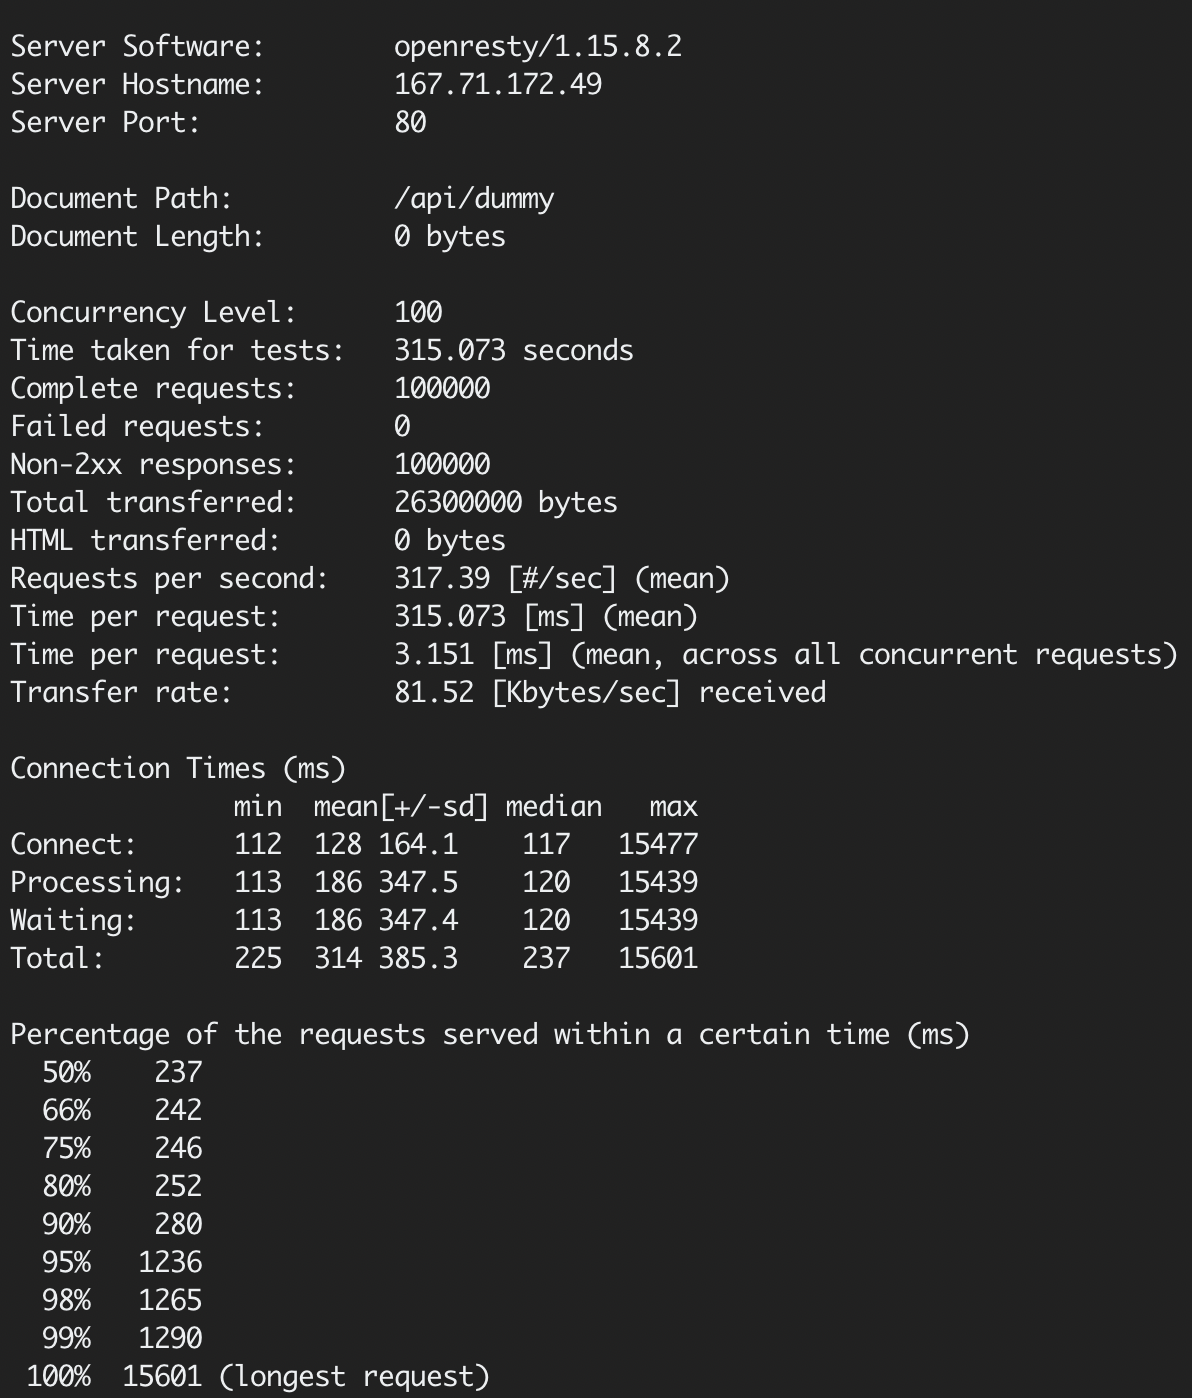 Server Software:        openresty/1.15.8.2
Server Hostname:        167.71.172.49
Server Port:            80

Document Path:          /api/dummy
Document Length:        0 bytes

Concurrency Level:      100
Time taken for tests:   315.073 seconds
Complete requests:      100000
Failed requests:        0
Non-2xx responses:      100000
Total transferred:      26300000 bytes
HTML transferred:       0 bytes
Requests per second:    317.39 [#/sec] (mean)
Time per request:       315.073 [ms] (mean)
Time per request:       3.151 [ms] (mean, across all concurrent requests)
Transfer rate:          81.52 [Kbytes/sec] received

Connection Times (ms)
              min  mean[+/-sd] median   max
Connect:      112  128 164.1    117   15477
Processing:   113  186 347.5    120   15439
Waiting:      113  186 347.4    120   15439
Total:        225  314 385.3    237   15601

Percentage of the requests served within a certain time (ms)
  50%    237
  66%    242
  75%    246
  80%    252
  90%    280
  95%   1236
  98%   1265
  99%   1290
 100%  15601 (longest request)